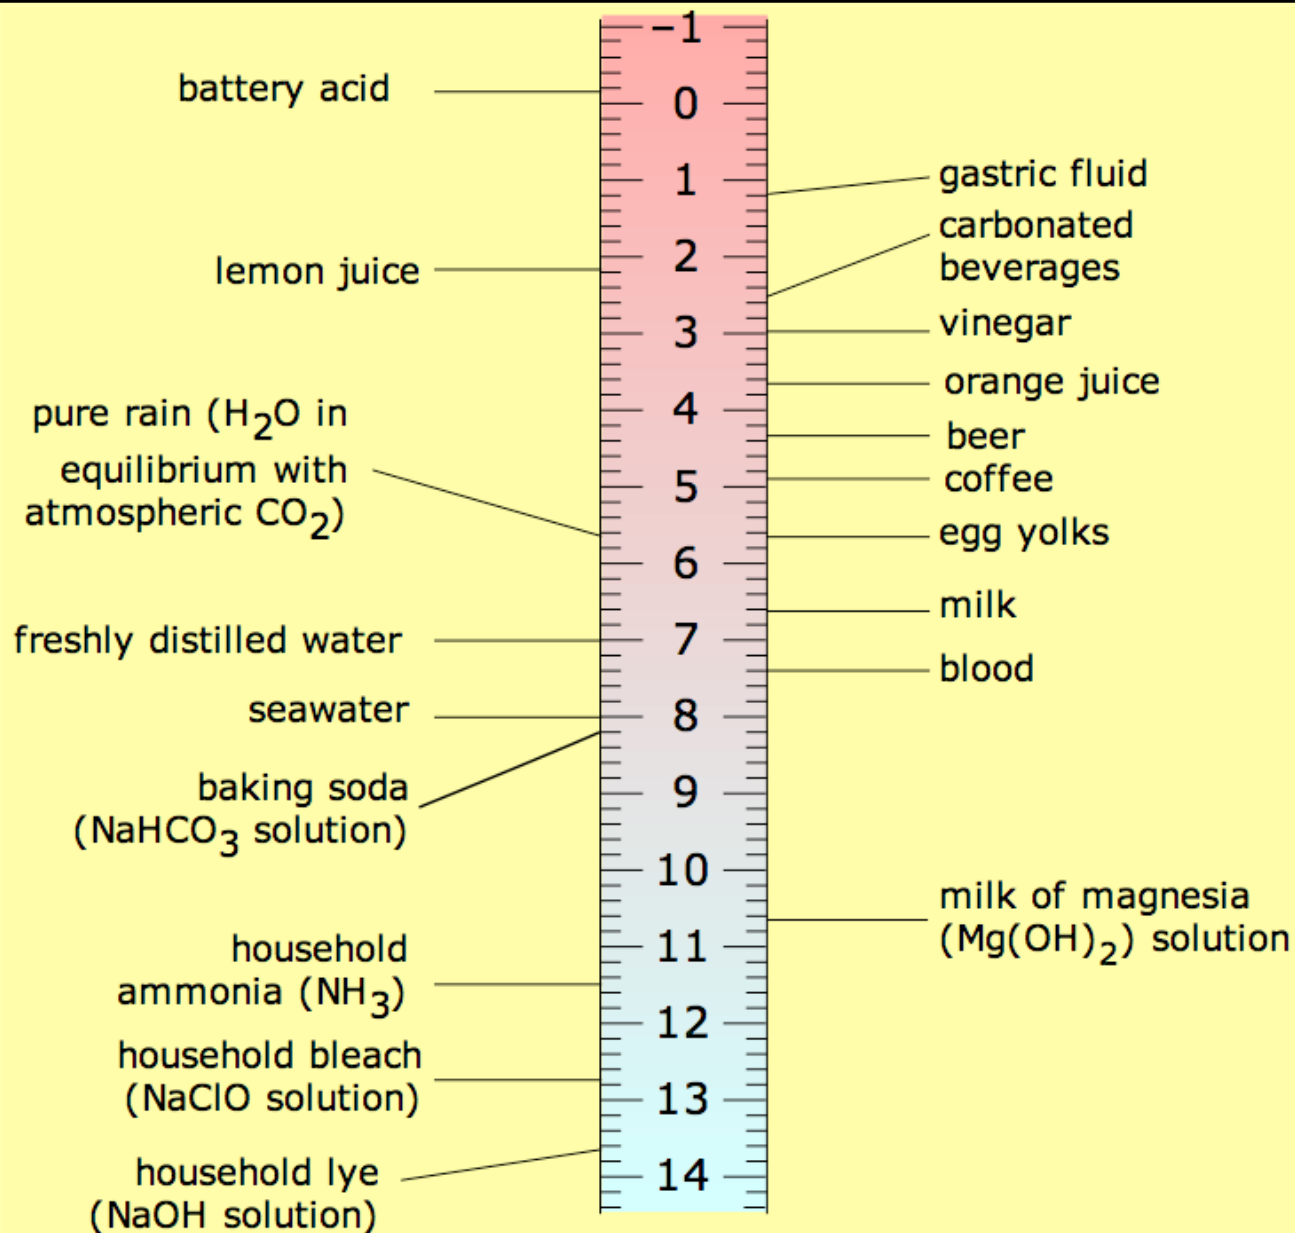 battery acid
lemon juice
pure rain (H₂O in
equilibrium with
atmospheric CO₂)
freshly distilled water
seawater
baking soda
(NaHCO₃ solution)
household
ammonia (NH₃)
household bleach
(NaClO solution)
household lye
(NaOH solution)
−1
0
1
2
3
4
5
6
7
8
9
10
11
12
13
14
gastric fluid
carbonated
beverages
vinegar
orange juice
beer
coffee
egg yolks
milk
blood
milk of magnesia
(Mg(OH)₂) solution